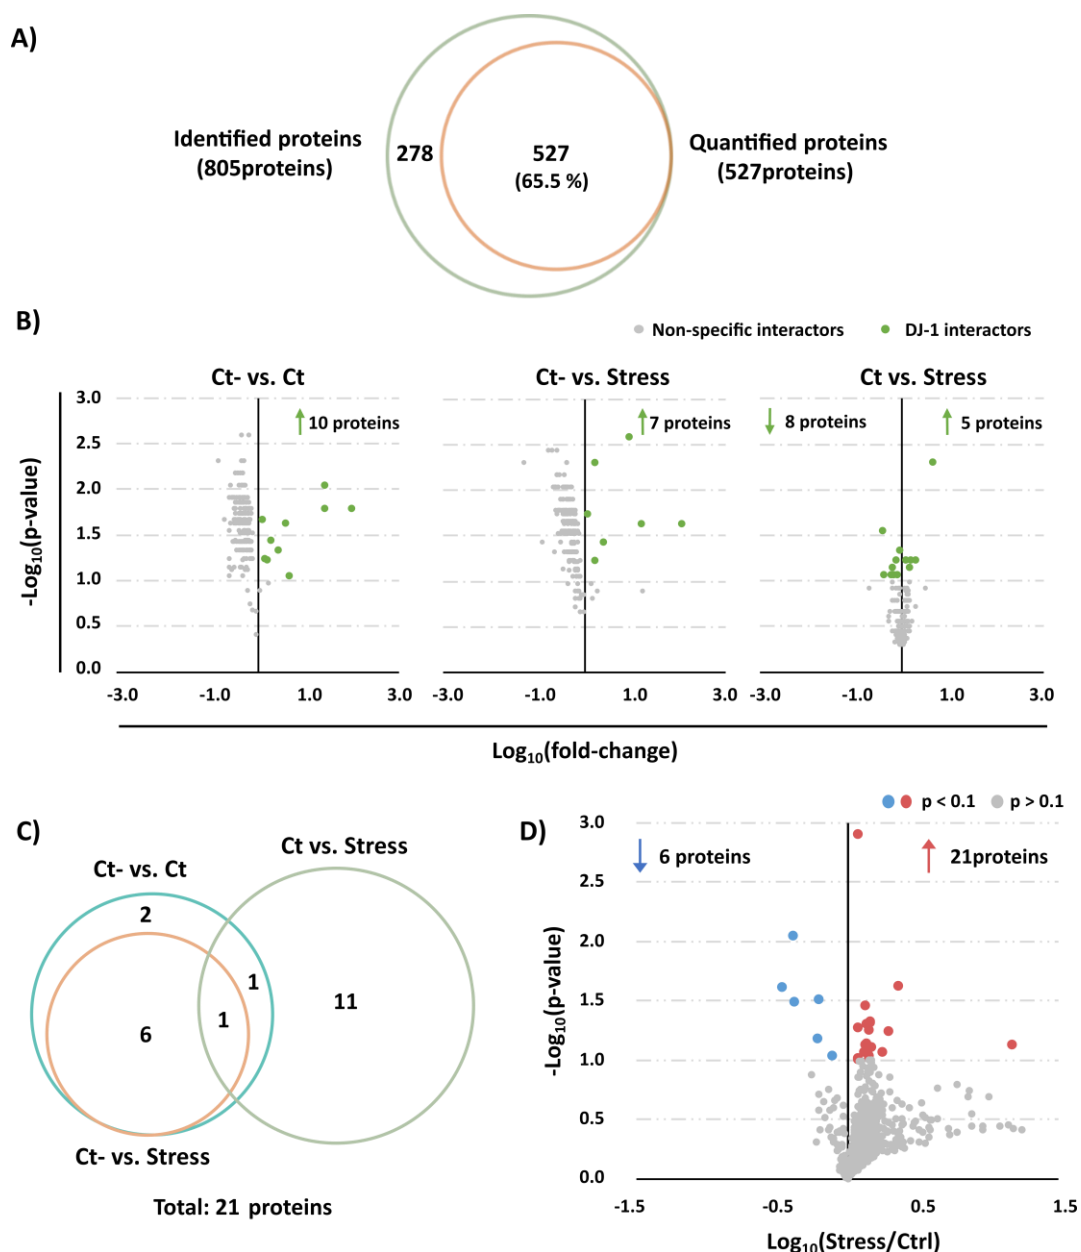 A)
Identified proteins
(805proteins)
278
527
(65.5 %)
Quantified proteins
(527proteins)
B)
Non-specific interactors
DJ-1 interactors
Ct- vs. Ct
Ct- vs. Stress
Ct vs. Stress
10 proteins
7 proteins
8 proteins
5 proteins
-Log10(p-value)
3.0
2.5
2.0
1.5
1.0
0.5
0.0
-3.0 -1.0 1.0 3.0
-3.0 -1.0 1.0 3.0
-3.0 -1.0 1.0 3.0
Log10(fold-change)
C)
Ct- vs. Ct
Ct vs. Stress
2
1
11
6
1
Ct- vs. Stress
Total: 21 proteins
D)
p < 0.1
p > 0.1
6 proteins
21proteins
-Log10(p-value)
3.0
2.5
2.0
1.5
1.0
0.5
0.0
-1.5 -0.5 0.5 1.5
Log10(Stress/Ctrl)